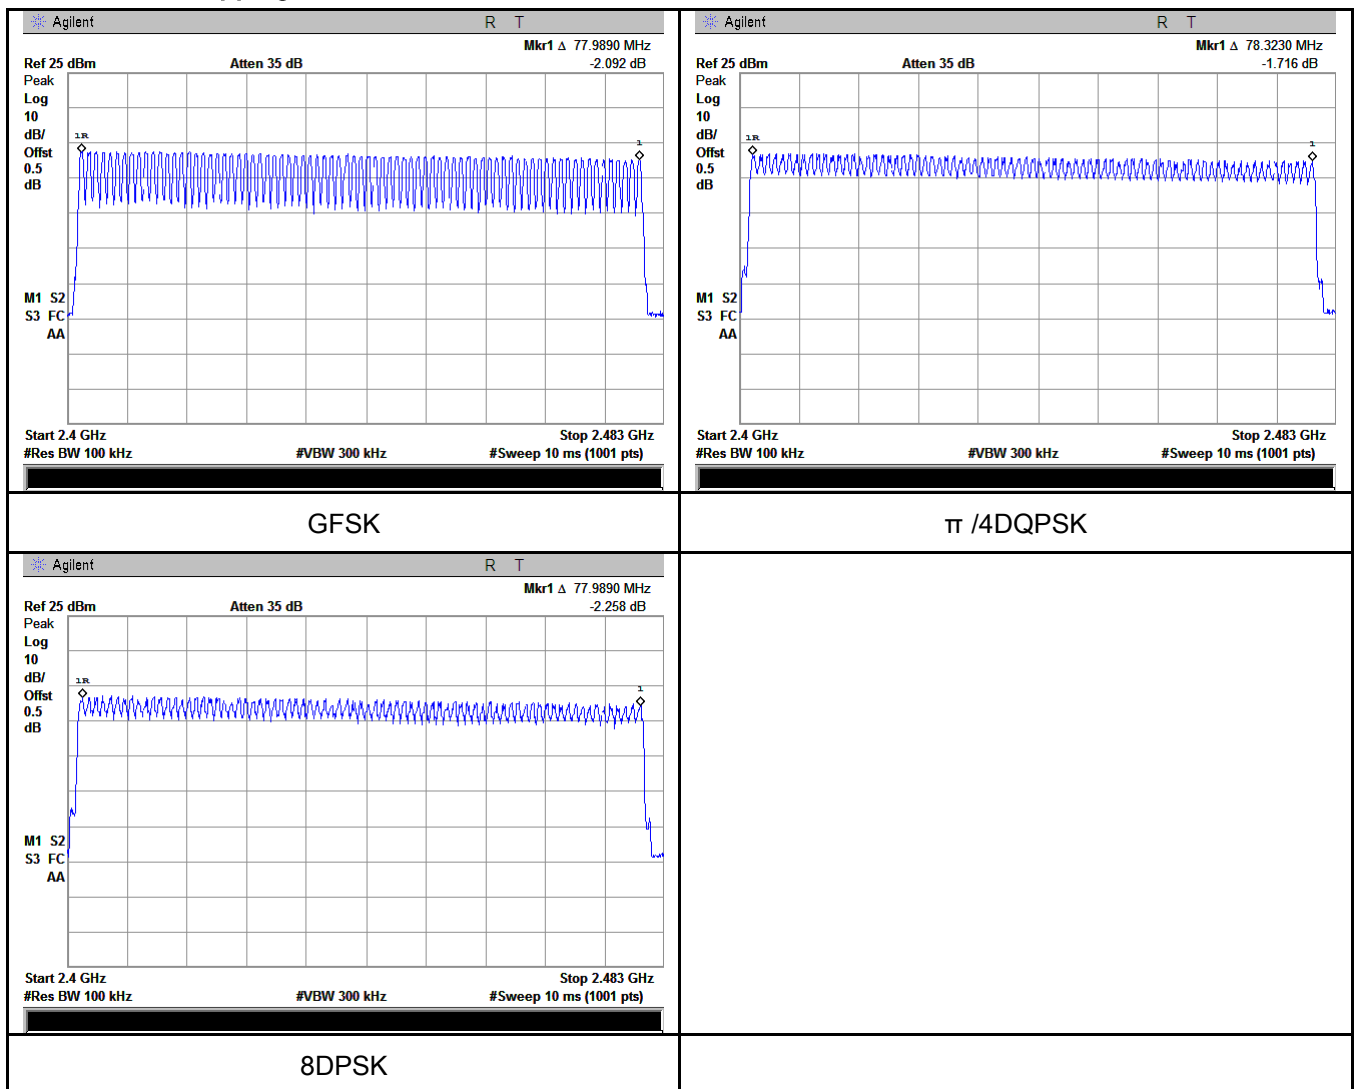 Agilent R T
Mkr1 Δ 77.9890 MHz
Ref 25 dBm Atten 35 dB -2.092 dB
Peak
Log
10
dB/
Offst
0.5
dB
1R
1
M1 S2
S3 FC
AA
Start 2.4 GHz Stop 2.483 GHz
#Res BW 100 kHz #VBW 300 kHz #Sweep 10 ms (1001 pts)
GFSK
Agilent R T
Mkr1 Δ 78.3230 MHz
Ref 25 dBm Atten 35 dB -1.716 dB
Peak
Log
10
dB/
Offst
0.5
dB
1R
1
M1 S2
S3 FC
AA
Start 2.4 GHz Stop 2.483 GHz
#Res BW 100 kHz #VBW 300 kHz #Sweep 10 ms (1001 pts)
π /4DQPSK
Agilent R T
Mkr1 Δ 77.9890 MHz
Ref 25 dBm Atten 35 dB -2.258 dB
Peak
Log
10
dB/
Offst
0.5
dB
1R
1
M1 S2
S3 FC
AA
Start 2.4 GHz Stop 2.483 GHz
#Res BW 100 kHz #VBW 300 kHz #Sweep 10 ms (1001 pts)
8DPSK